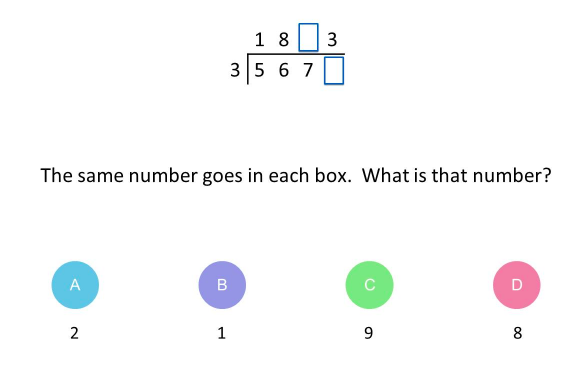 1 8 □ 3
3 5 6 7 □
The same number goes in each box. What is that number?
A B C D
2 1 9 8